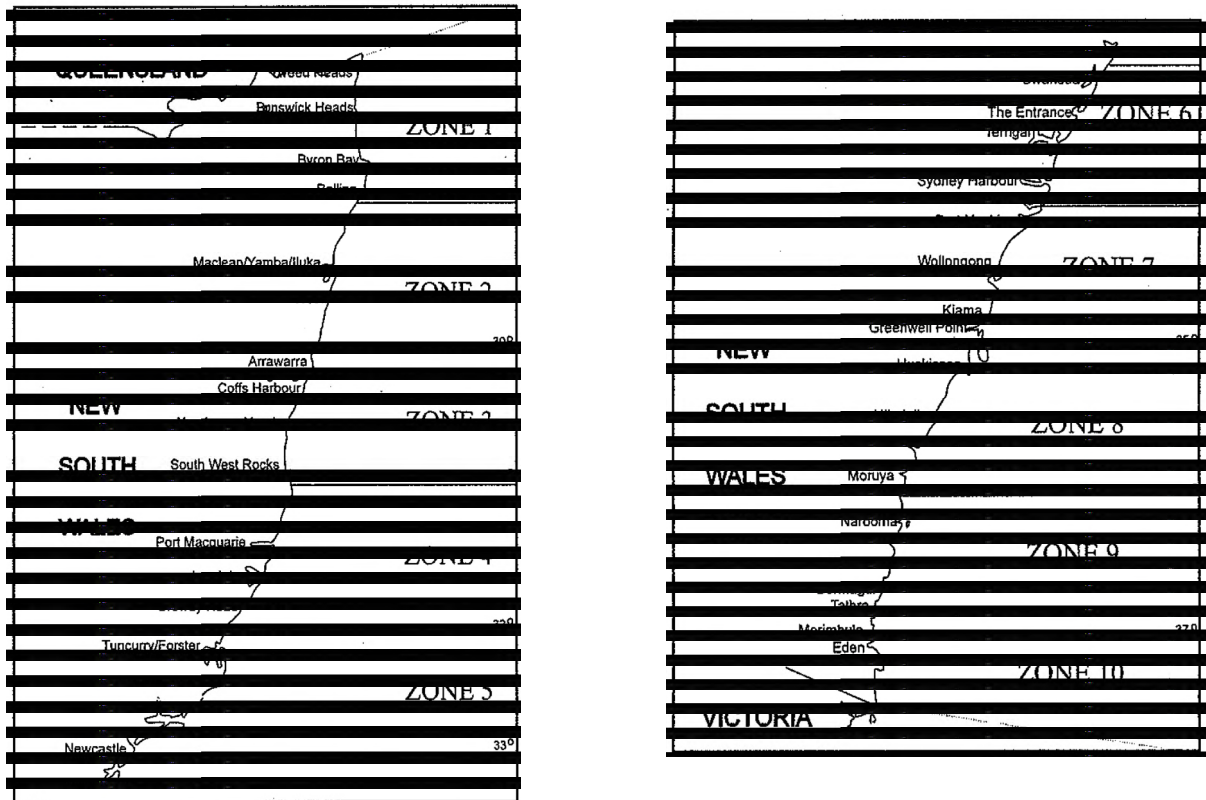 QUEENSLAND
Tweed Heads
Brunswick Heads
ZONE 1
Byron Bay
Ballina
Maclean/Yamba/Iluka
ZONE 2
Arrawarra
Coffs Harbour
NEW
ZONE 3
SOUTH
South West Rocks
WALES
Port Macquarie
ZONE 4
Tuncurry/Forster
ZONE 5
Newcastle
33°
Swansea
The Entrance
ZONE 6
Terrigal
Sydney Harbour
Wollongong
ZONE 7
Kiama
Greenwell Point
NEW
Huskisson
SOUTH
ZONE 8
WALES
Moruya
Narooma
ZONE 9
Bermagui
Tathra
Merimbula
37°
Eden
ZONE 10
VICTORIA